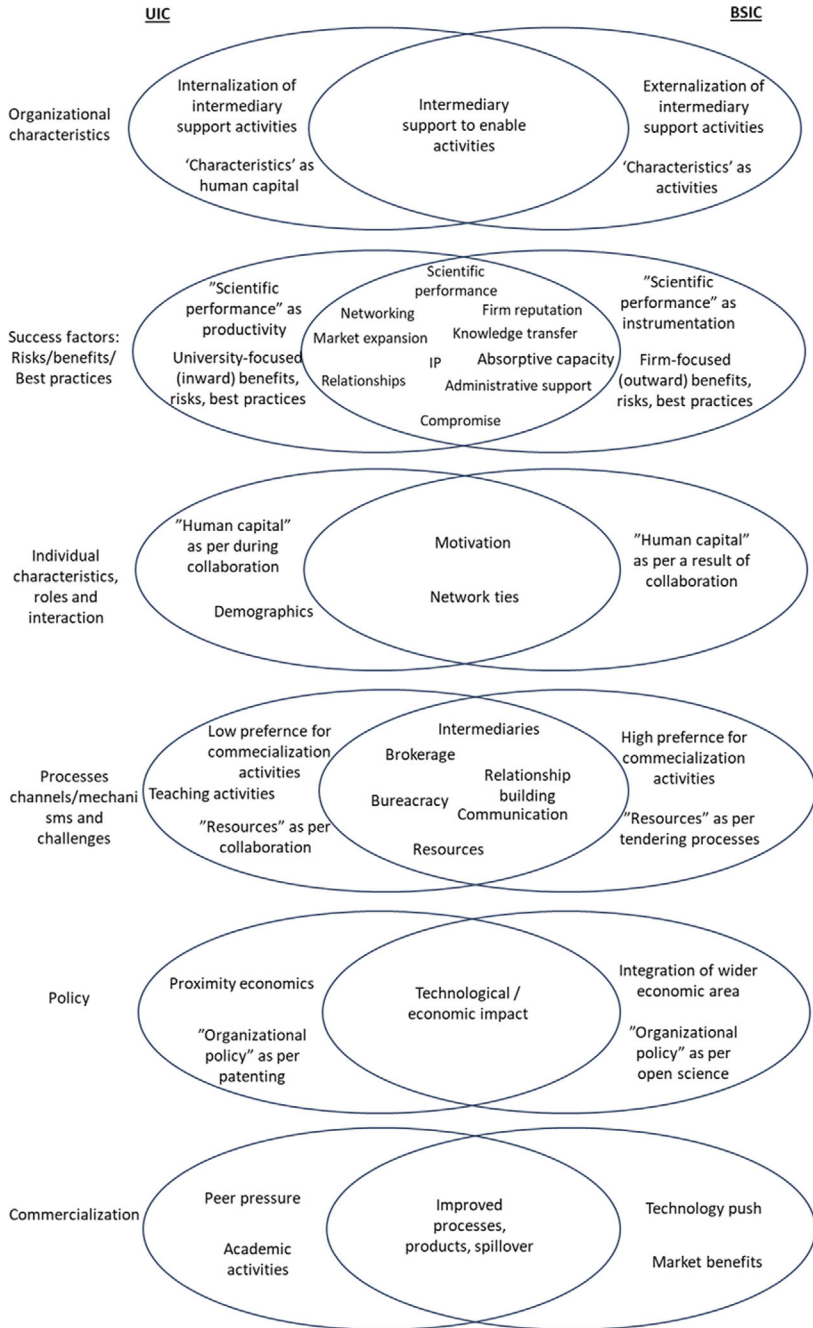 UIC
BSIC
Organizational
characteristics
Internalization of
intermediary
support activities
‘Characteristics’ as
human capital
Intermediary
support to enable
activities
Externalization of
intermediary
support activities
‘Characteristics’ as
activities
Success factors:
Risks/benefits/
Best practices
”Scientific
performance” as
productivity
University-focused
(inward) benefits,
risks, best practices
Scientific
performance
Networking
Firm reputation
Market expansion
Knowledge transfer
IP
Absorptive capacity
Relationships
Administrative support
Compromise
”Scientific
performance” as
instrumentation
Firm-focused
(outward) benefits,
risks, best practices
Individual
characteristics,
roles and
interaction
”Human capital”
as per during
collaboration
Demographics
Motivation
Network ties
”Human capital”
as per a result of
collaboration
Processes
channels/mechani
sms and
challenges
Low prefernce for
commecialization
activities
Teaching activities
”Resources” as per
collaboration
Intermediaries
Brokerage
Relationship
building
Bureacracy
Communication
Resources
High prefernce for
commecialization
activities
”Resources” as per
tendering processes
Policy
Proximity economics
”Organizational
policy” as per
patenting
Technological /
economic impact
Integration of wider
economic area
”Organizational
policy” as per
open science
Commercialization
Peer pressure
Academic
activities
Improved
processes,
products, spillover
Technology push
Market benefits